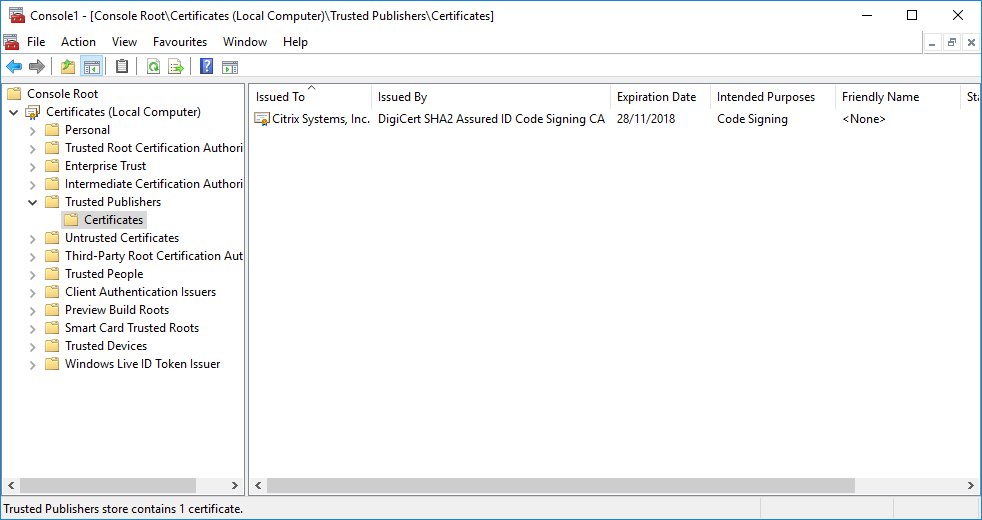 Console1 - [Console Root\Certificates (Local Computer)\Trusted Publishers\Certificates]
File Action View Favourites Window Help
Console Root
Certificates (Local Computer)
Personal
Trusted Root Certification Authori
Enterprise Trust
Intermediate Certification Authori
Trusted Publishers
Certificates
Untrusted Certificates
Third-Party Root Certification Aut
Trusted People
Client Authentication Issuers
Preview Build Roots
Smart Card Trusted Roots
Trusted Devices
Windows Live ID Token Issuer
Issued To Issued By Expiration Date Intended Purposes Friendly Name Sta
Citrix Systems, Inc. DigiCert SHA2 Assured ID Code Signing CA 28/11/2018 Code Signing <None>
Trusted Publishers store contains 1 certificate.